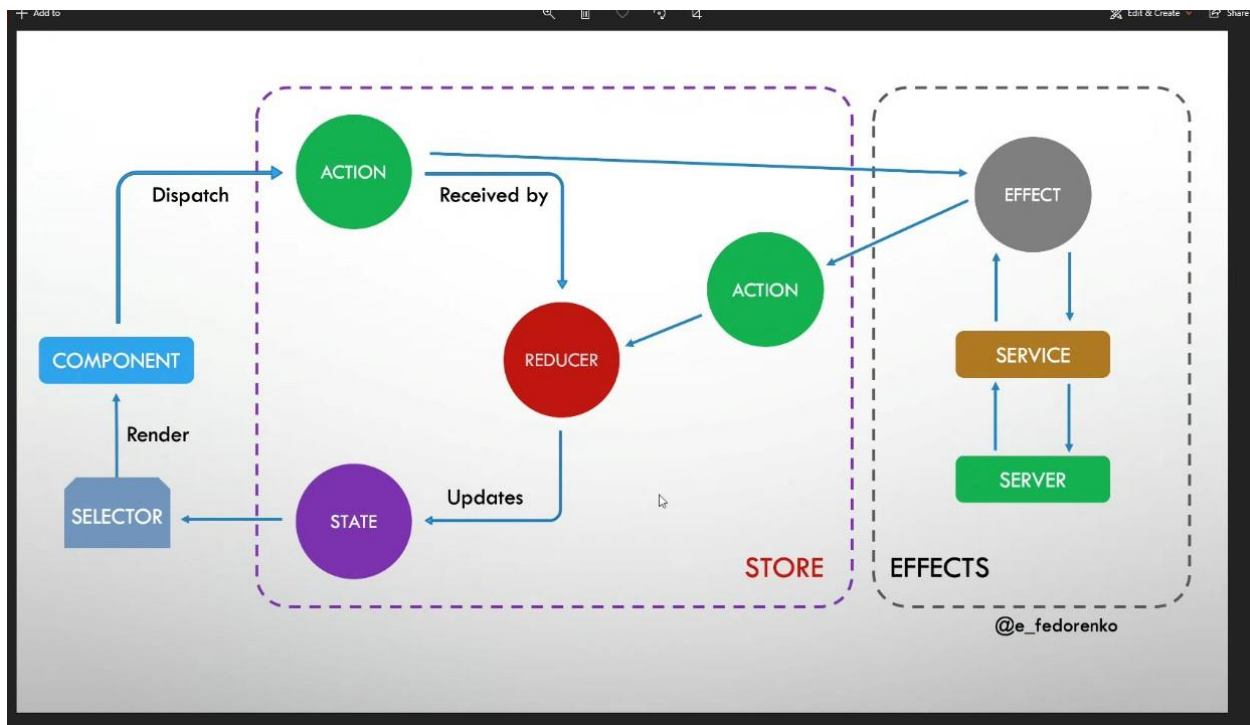 Add to
Edit & Create
Share
ACTION
EFFECT
Dispatch
Received by
ACTION
COMPONENT
REDUCER
SERVICE
Render
SELECTOR
STATE
Updates
SERVER
STORE
EFFECTS
@e_fedorenko